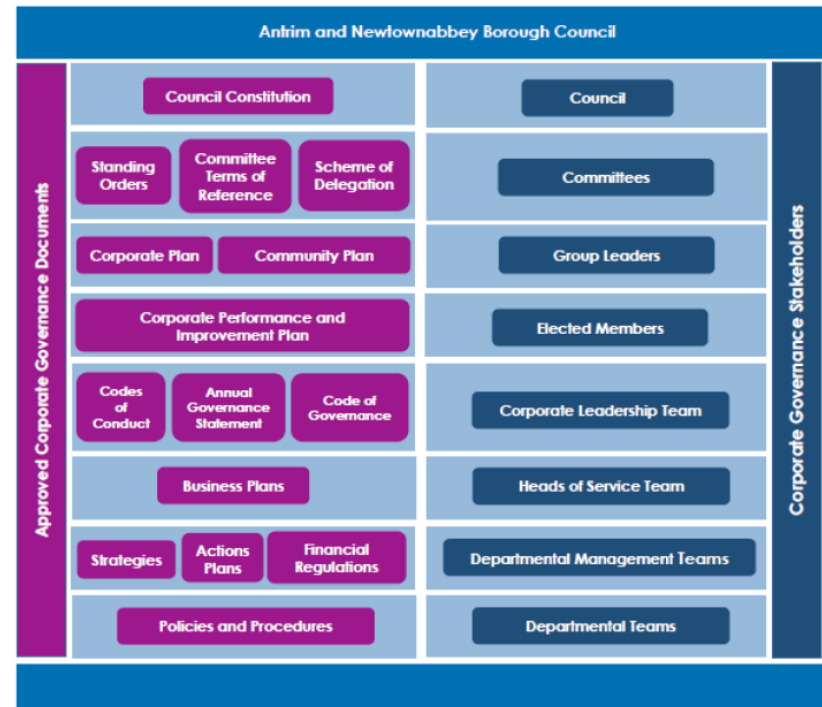 Antrim and Newtownabbey Borough Council
Approved Corporate Governance Documents
Council Constitution
Council
Standing
Orders
Committee
Terms of
Reference
Scheme of
Delegation
Committees
Corporate Plan
Community Plan
Group Leaders
Corporate Performance and
Improvement Plan
Elected Members
Codes
of
Conduct
Annual
Governance
Statement
Code of
Governance
Corporate Leadership Team
Business Plans
Heads of Service Team
Strategies
Actions
Plans
Financial
Regulations
Departmental Management Teams
Policies and Procedures
Departmental Teams
Corporate Governance Stakeholders